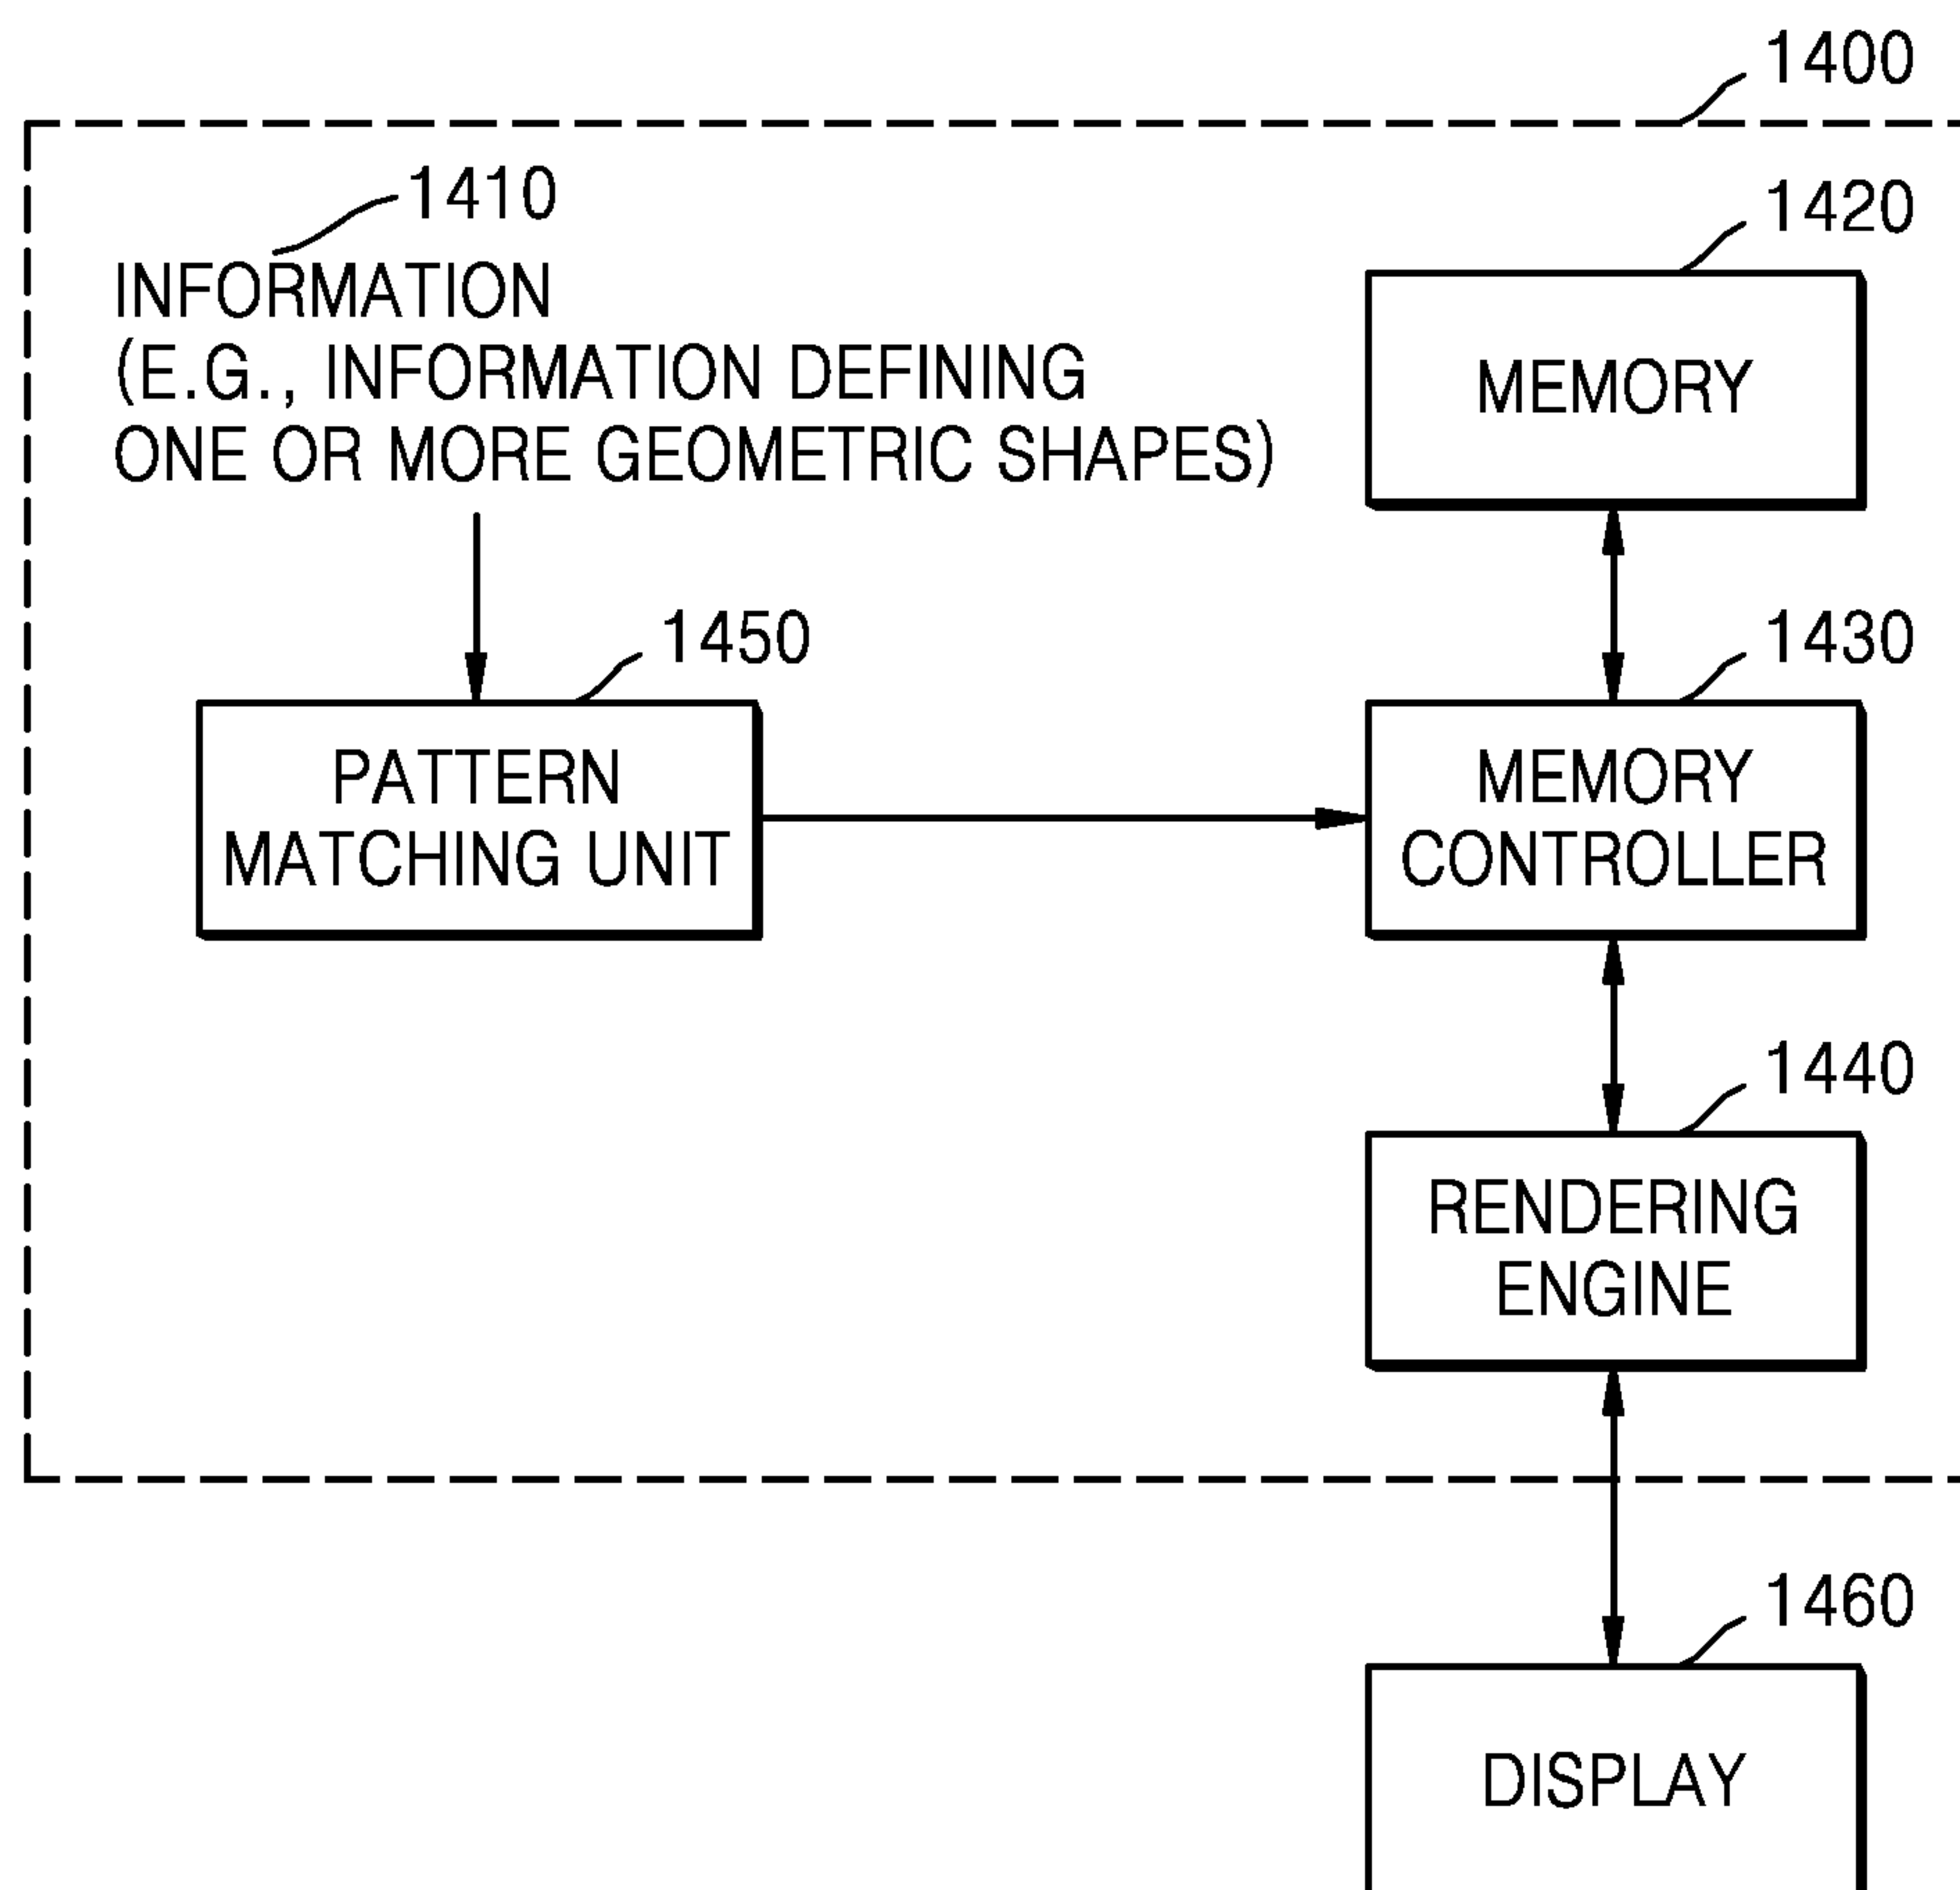 1400
1410
1420
INFORMATION
(E.G., INFORMATION DEFINING
ONE OR MORE GEOMETRIC SHAPES)
MEMORY
1450
1430
PATTERN
MATCHING UNIT
MEMORY
CONTROLLER
1440
RENDERING
ENGINE
1460
DISPLAY